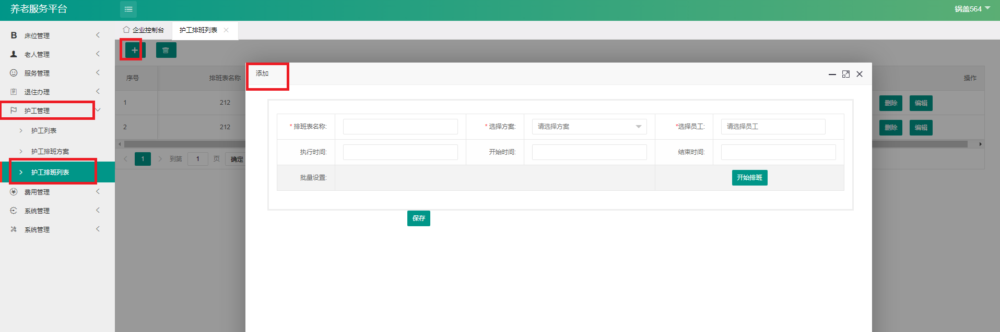 养老服务平台
锅盖564
B 床位管理
老人管理
服务管理
退住办理
护工管理
护工列表
护工排班方案
护工排班列表
费用管理
系统管理
系统管理
企业控制台 护工排班列表
序号 排班表名称 操作
1 212 删除 编辑
2 212 删除 编辑
1 到第 1 页 确定
添加
* 排班表名称: * 选择方案: 请选择方案 *选择员工: 请选择员工
执行时间: 开始时间: 结束时间:
批量设置: 开始排班
保存